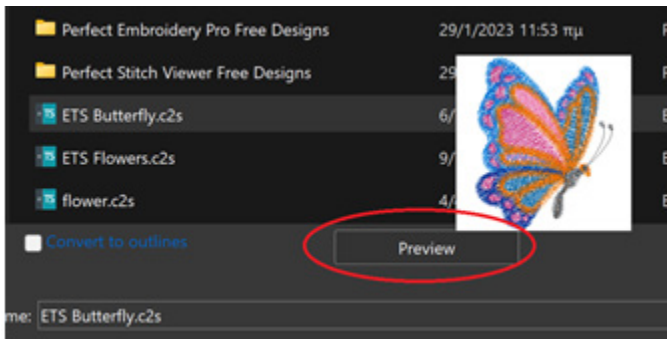 Perfect Embroidery Pro Free Designs 29/1/2023 11:53 πμ
Perfect Stitch Viewer Free Designs 29
ETS Butterfly.c2s 6/
ETS Flowers.c2s 9/
flower.c2s 4/
Convert to outlines Preview
me: ETS Butterfly.c2s